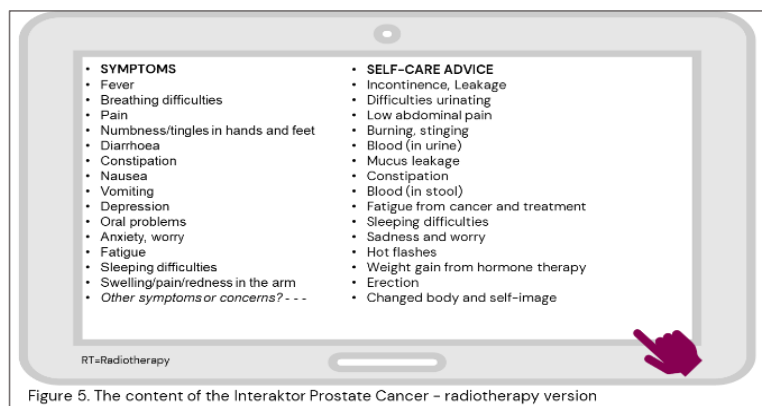 • SYMPTOMS
• Fever
• Breathing difficulties
• Pain
• Numbness/tingles in hands and feet
• Diarrhoea
• Constipation
• Nausea
• Vomiting
• Depression
• Oral problems
• Anxiety, worry
• Fatigue
• Sleeping difficulties
• Swelling/pain/redness in the arm
• Other symptoms or concerns? - - -
• SELF-CARE ADVICE
• Incontinence, Leakage
• Difficulties urinating
• Low abdominal pain
• Burning, stinging
• Blood (in urine)
• Mucus leakage
• Constipation
• Blood (in stool)
• Fatigue from cancer and treatment
• Sleeping difficulties
• Sadness and worry
• Hot flashes
• Weight gain from hormone therapy
• Erection
• Changed body and self-image
RT=Radiotherapy
Figure 5. The content of the Interaktor Prostate Cancer – radiotherapy version